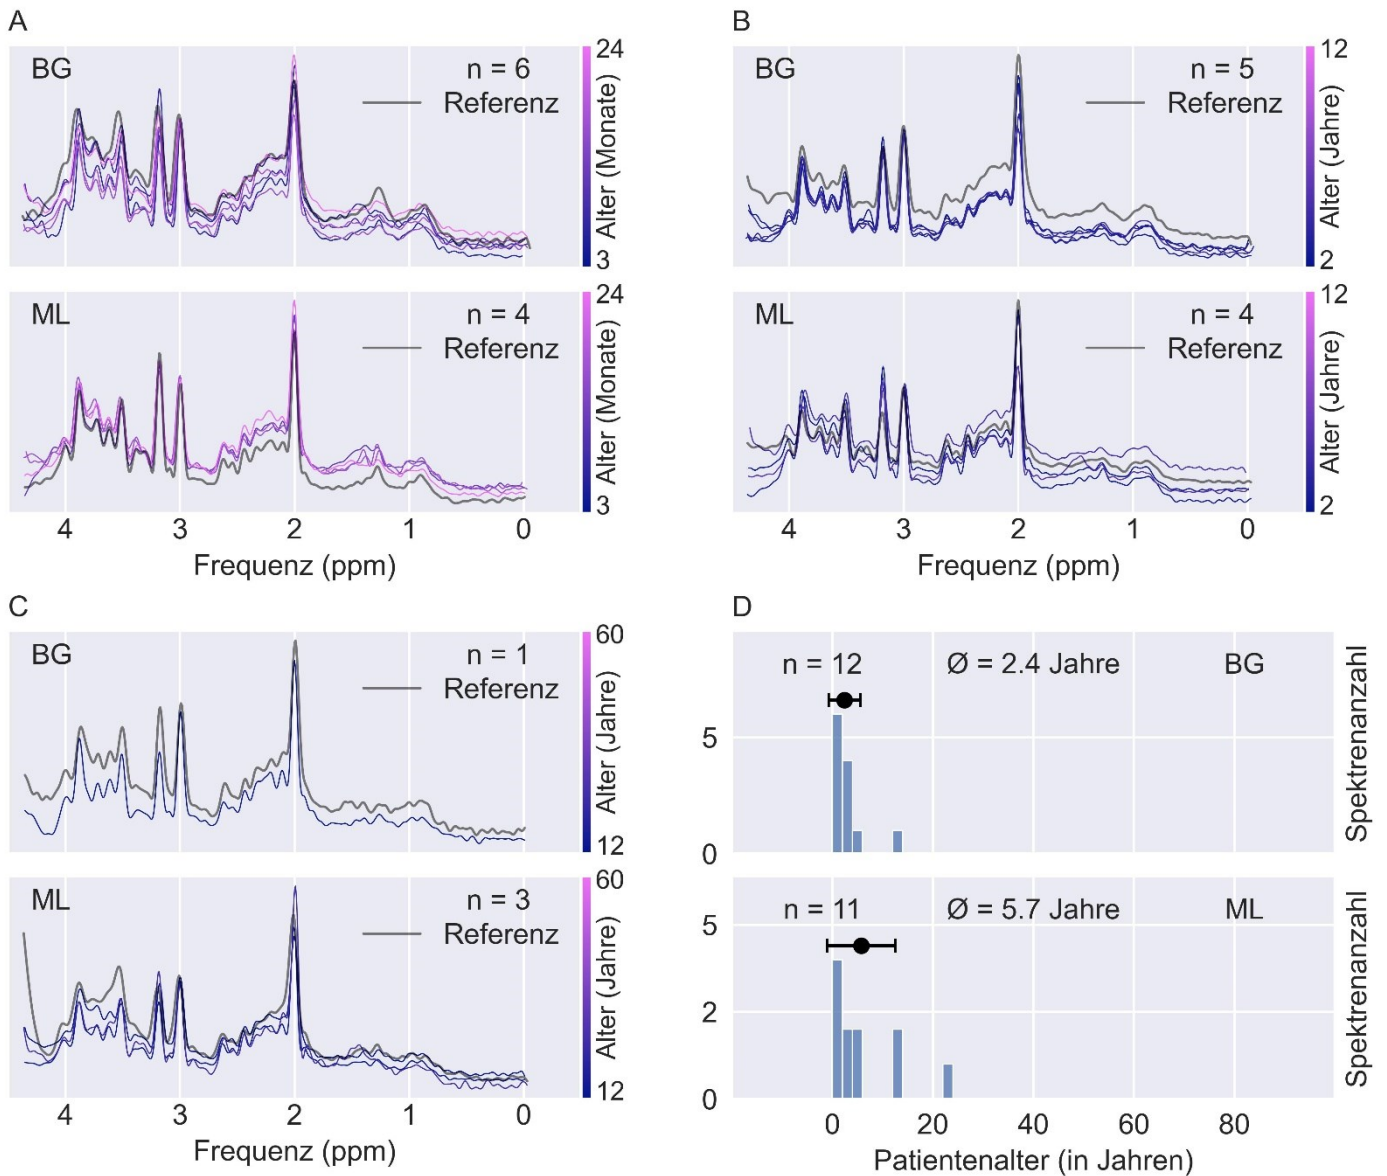 A
BG
n = 6
Referenz
24
Alter (Monate)
3
ML
n = 4
Referenz
24
Alter (Monate)
3
4 3 2 1 0
Frequenz (ppm)
B
BG
n = 5
Referenz
12
Alter (Jahre)
2
ML
n = 4
Referenz
12
Alter (Jahre)
2
4 3 2 1 0
Frequenz (ppm)
C
BG
n = 1
Referenz
60
Alter (Jahre)
12
ML
n = 3
Referenz
60
Alter (Jahre)
12
4 3 2 1 0
Frequenz (ppm)
D
n = 12 Ø = 2.4 Jahre BG
5
0
Spektrenanzahl
n = 11 Ø = 5.7 Jahre ML
5
2
0
Spektrenanzahl
0 20 40 60 80
Patientenalter (in Jahren)